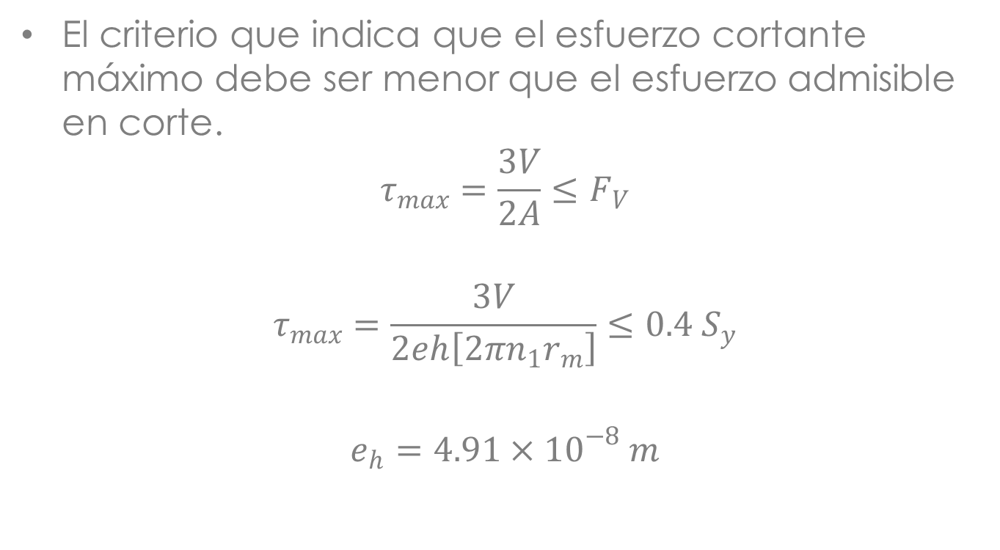 • El criterio que indica que el esfuerzo cortante
máximo debe ser menor que el esfuerzo admisible
en corte.
τ_max = 3V/2A ≤ F_V
τ_max = 3V/2eh[2πn₁r_m] ≤ 0.4 S_y
e_h = 4.91 × 10⁻⁸ m